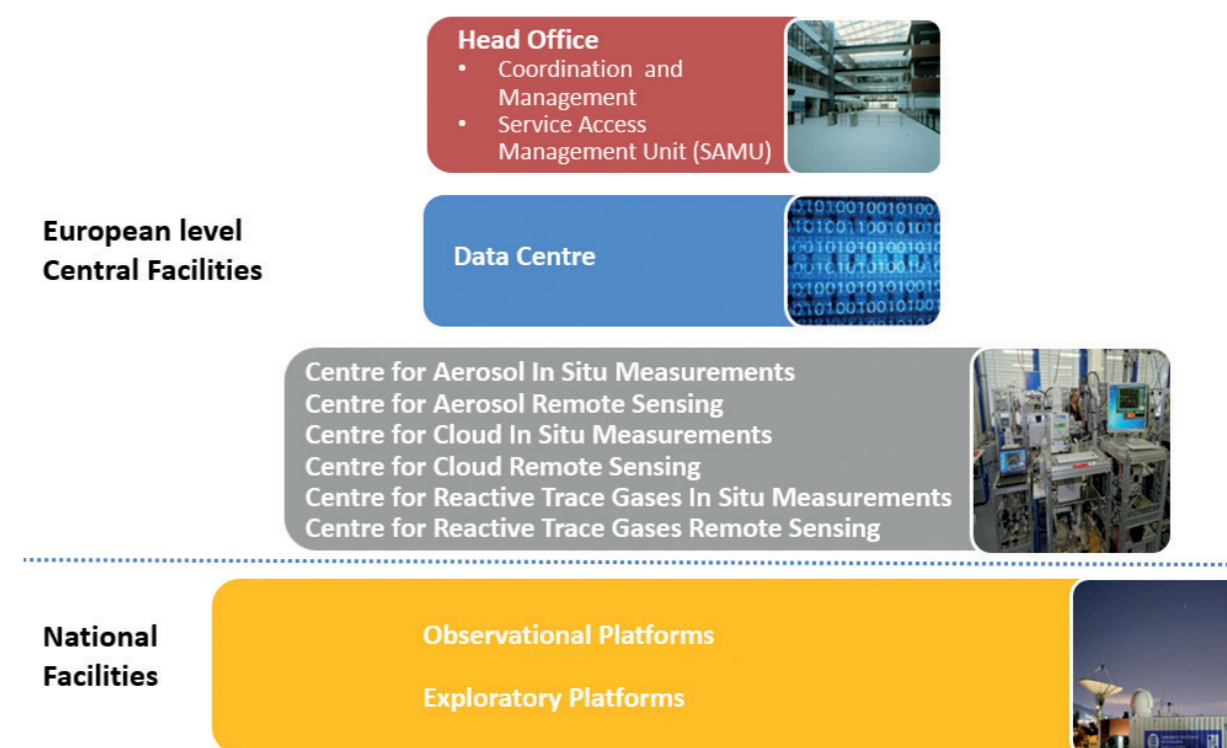 Head Office
• Coordination and
Management
• Service Access
Management Unit (SAMU)
European level
Central Facilities
Data Centre
Centre for Aerosol In Situ Measurements
Centre for Aerosol Remote Sensing
Centre for Cloud In Situ Measurements
Centre for Cloud Remote Sensing
Centre for Reactive Trace Gases In Situ Measurements
Centre for Reactive Trace Gases Remote Sensing
National
Facilities
Observational Platforms
Exploratory Platforms